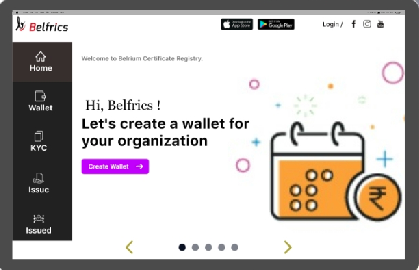 Belfrics
App Store
Google Play
Login /
Home
Wallet
KYC
Issue
Issued
Welcome to Belrium Certificate Registry
Hi, Belfrics !
Let's create a wallet for
your organization
Create Wallet
₹